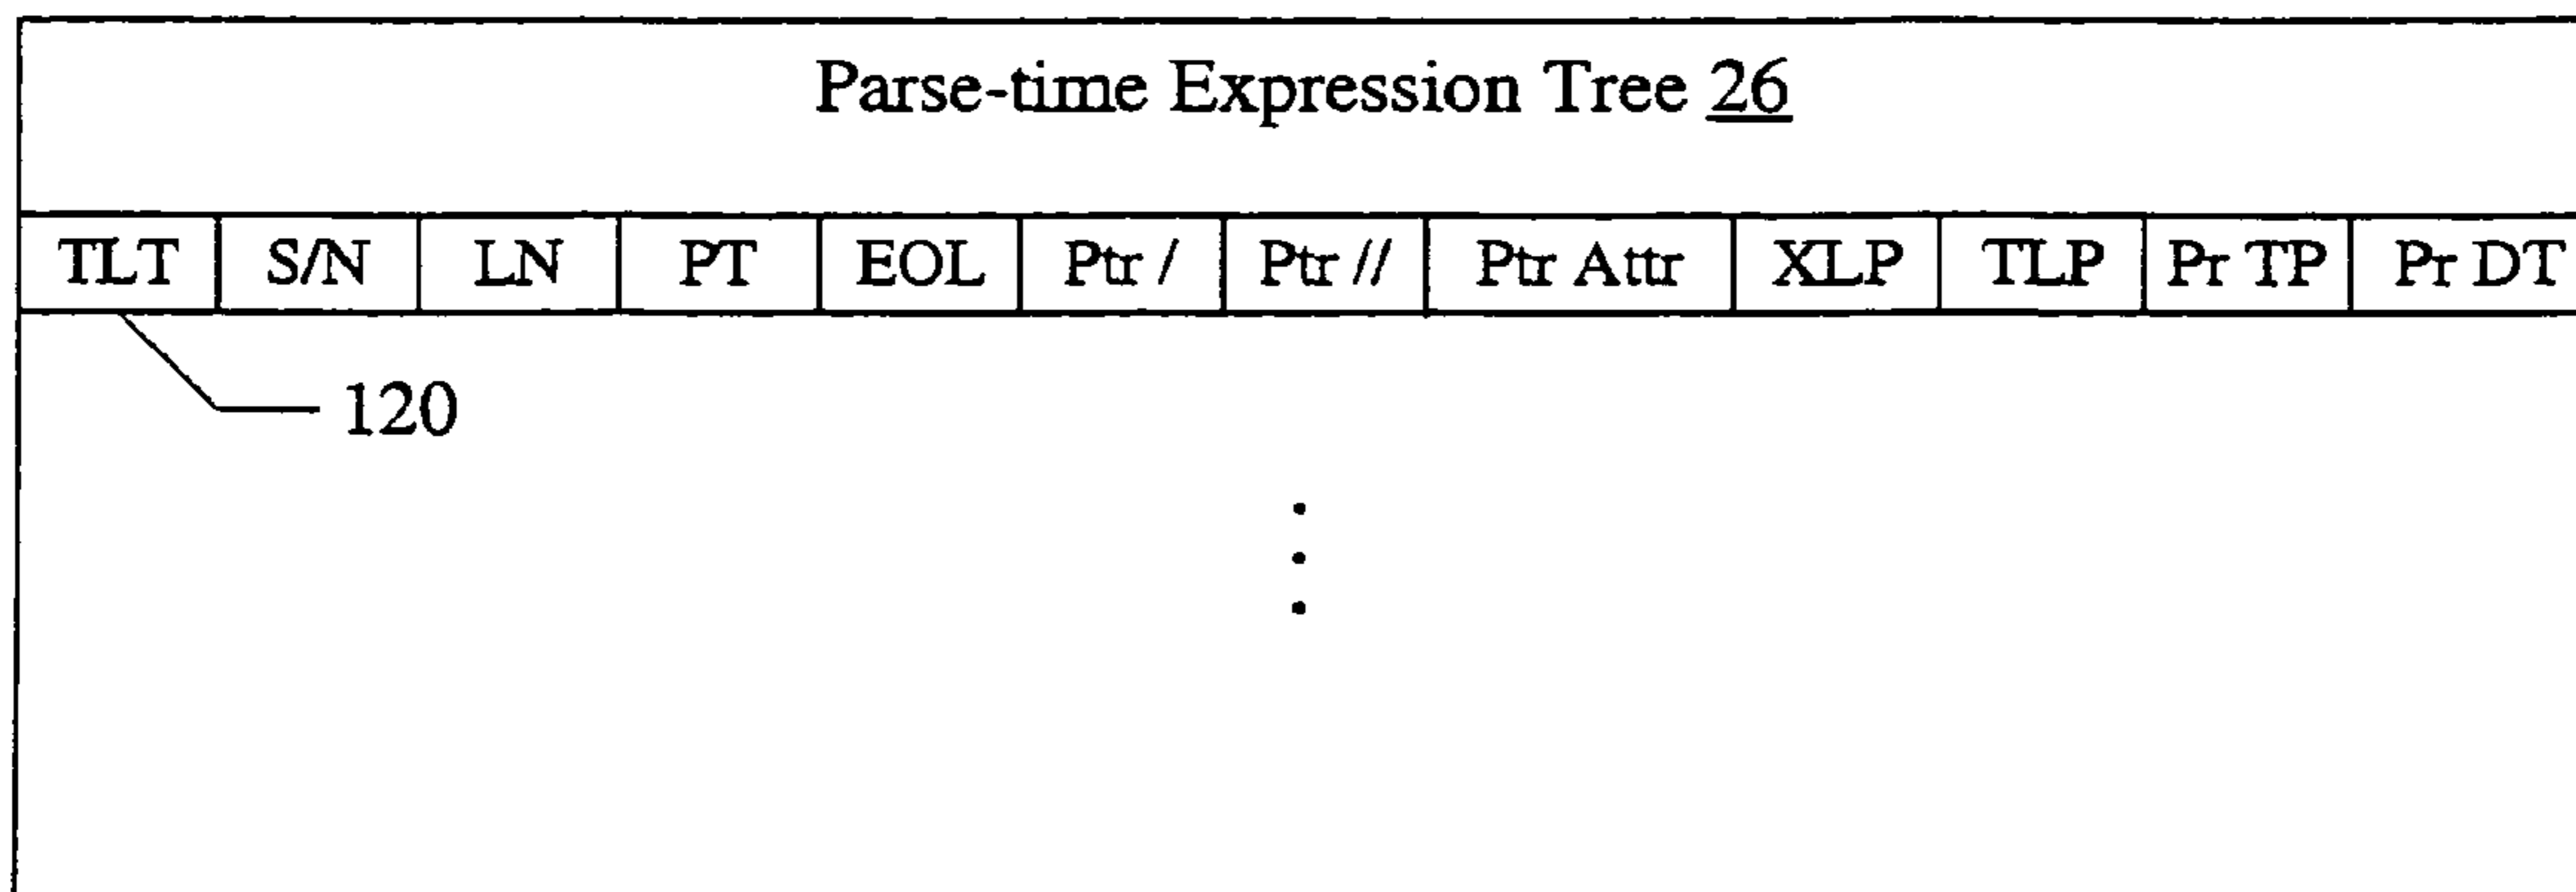 Parse-time Expression Tree 26
TLT S/N LN PT EOL Ptr / Ptr // Ptr Attr XLP TLP Pr TP Pr DT
120